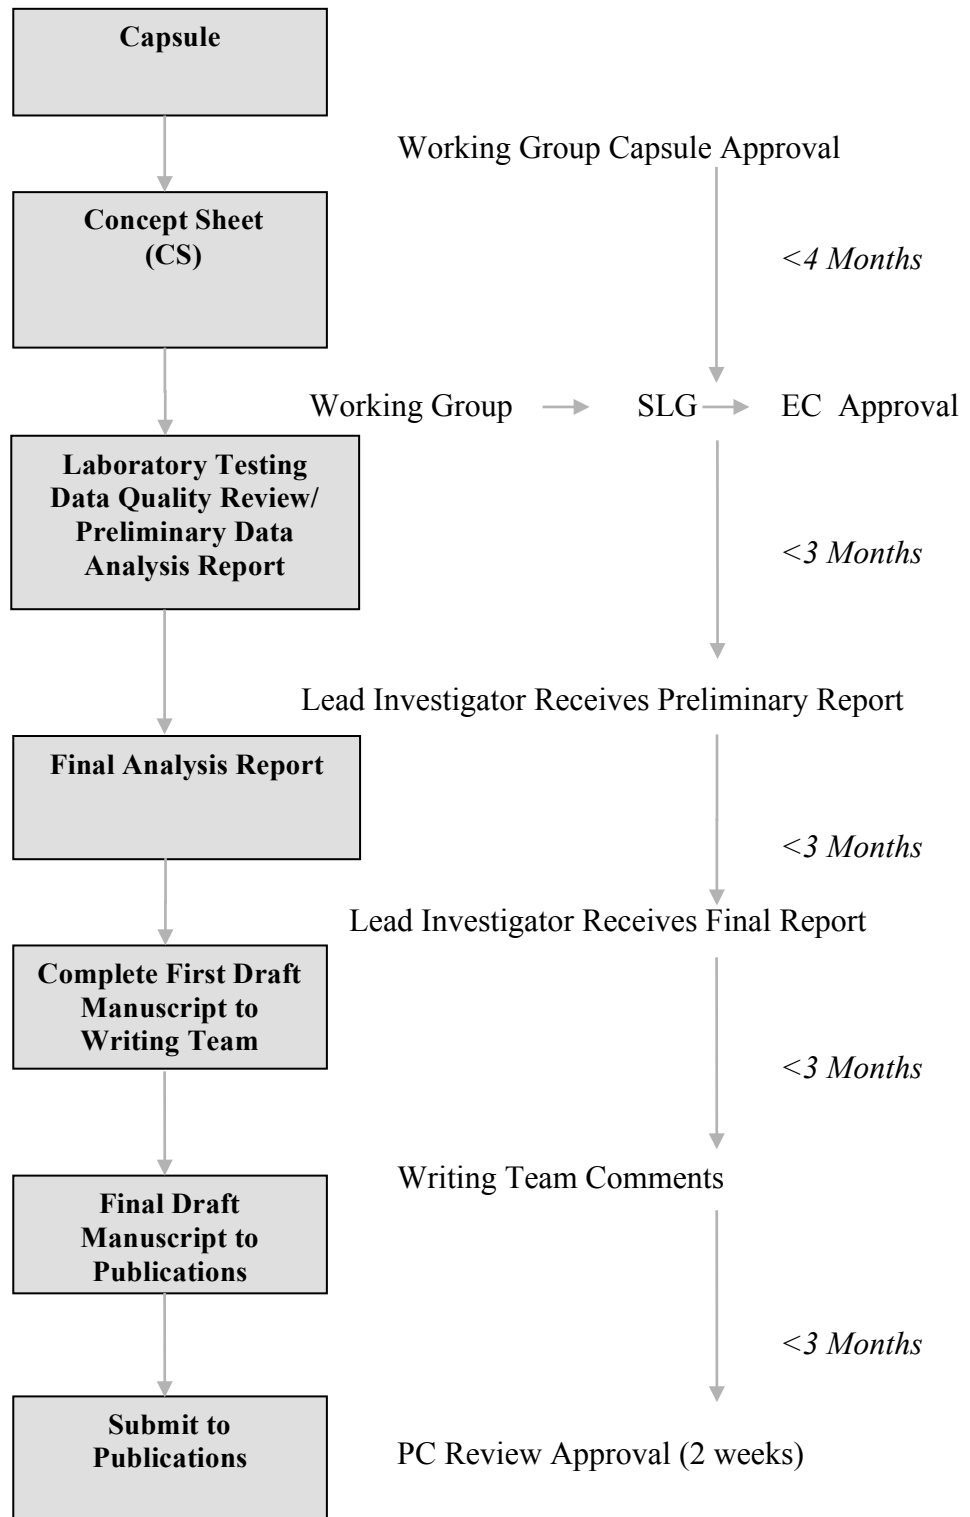 Capsule
Working Group Capsule Approval
Concept Sheet
(CS)
<4 Months
Working Group SLG EC Approval
Laboratory Testing
Data Quality Review/
Preliminary Data
Analysis Report
<3 Months
Lead Investigator Receives Preliminary Report
Final Analysis Report
<3 Months
Lead Investigator Receives Final Report
Complete First Draft
Manuscript to
Writing Team
<3 Months
Writing Team Comments
Final Draft
Manuscript to
Publications
<3 Months
Submit to
Publications
PC Review Approval (2 weeks)